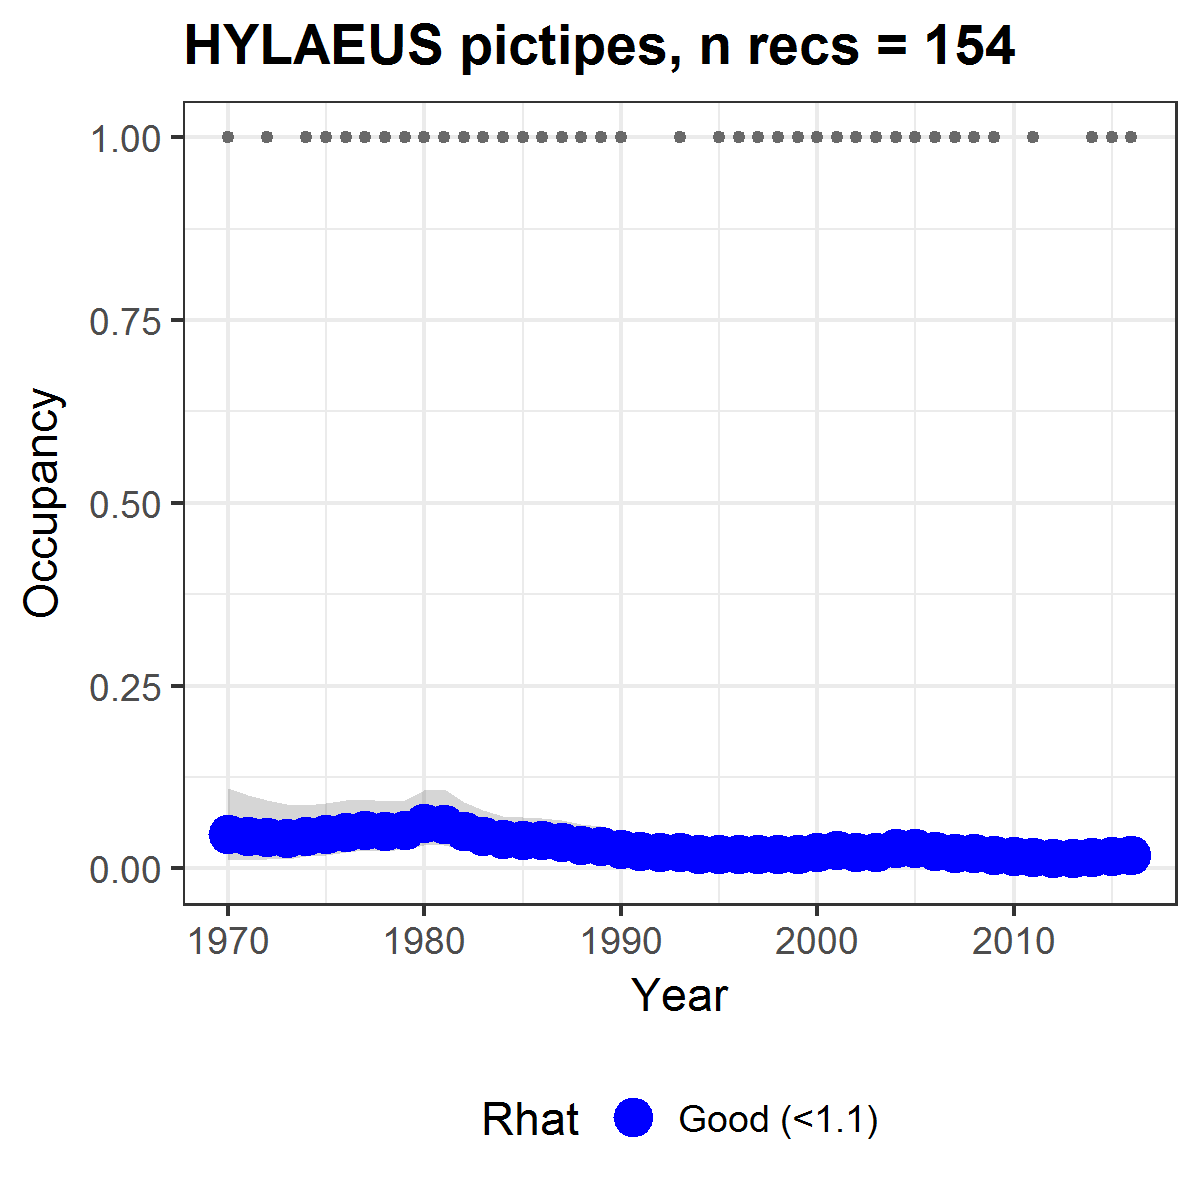 HYLAEUS pictipes, n recs = 154
1.00
0.75
0.50
0.25
0.00
Occupancy
1970 1980 1990 2000 2010
Year
Rhat Good (<1.1)